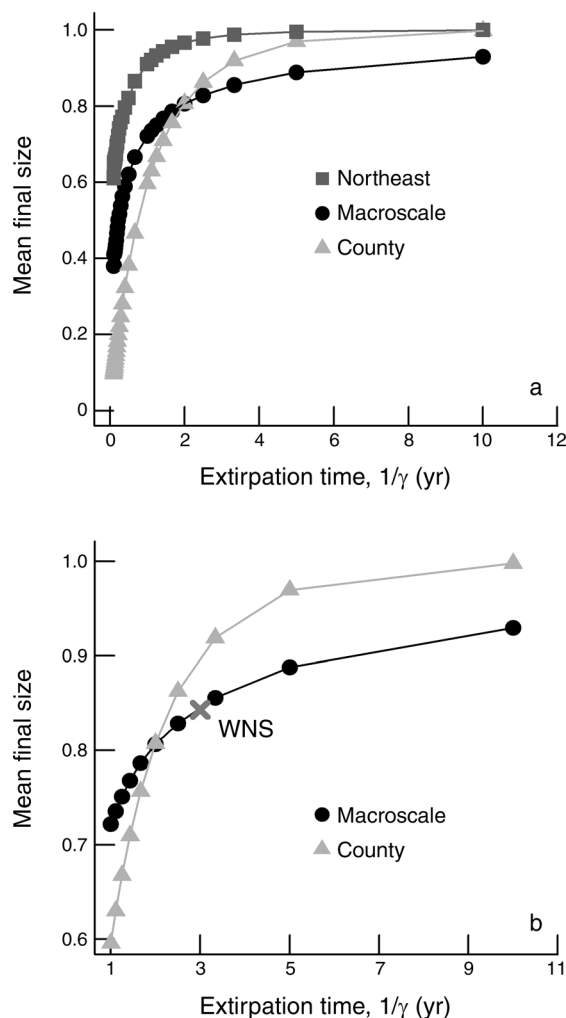 1.0
0.8
0.6
0.4
0.2
0
Mean final size
Northeast
Macroscale
County
a
0 2 4 6 8 10 12
Extirpation time, 1/γ (yr)
1.0
0.9
0.8
0.7
0.6
Mean final size
WNS
Macroscale
County
b
1 3 5 7 9 11
Extirpation time, 1/γ (yr)